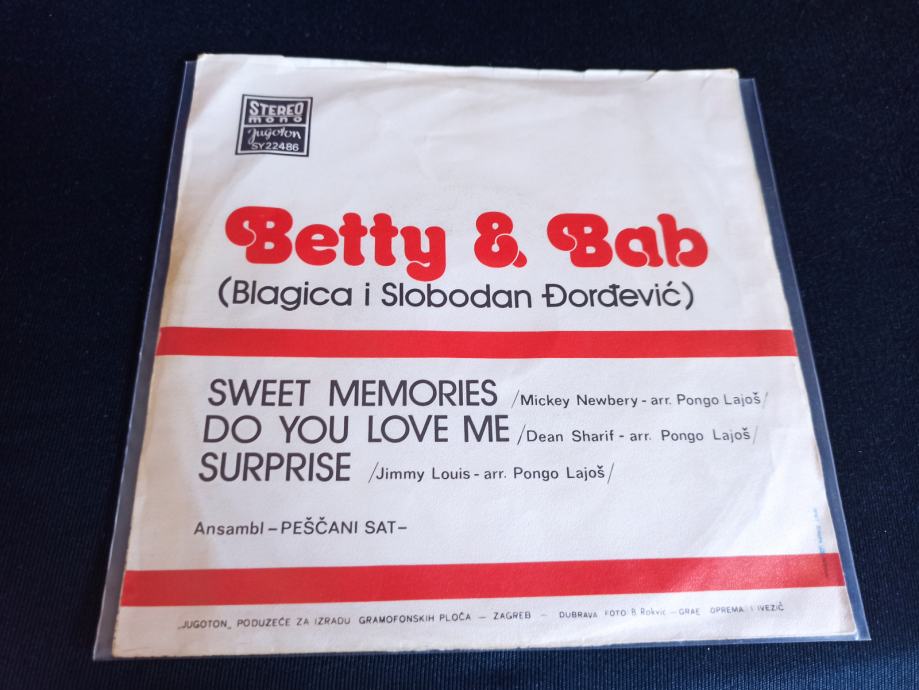 STEREO
mono
Jugoton
SY22486
Betty & Bab
(Blagica i Slobodan Đorđević)
SWEET MEMORIES /Mickey Newbery - arr. Pongo Lajoš/
DO YOU LOVE ME /Dean Sharif - arr. Pongo Lajoš/
SURPRISE /Jimmy Louis - arr. Pongo Lajoš/
Ansambl – PEŠČANI SAT –
„JUGOTON„ PODUZEĆE ZA IZRADU GRAMOFONSKIH PLOČA — ZAGREB — DUBRAVA FOTO B. Rokvić — GRAF. OPREMA I IVEZIĆ